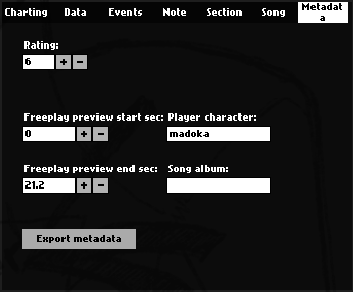 Charting Data Events Note Section Song Metadat
a
Rating:
6 + -
Freeplay preview start sec: Player character:
0 + - madoka
Freeplay preview end sec: Song album:
21.2 + -
Export metadata